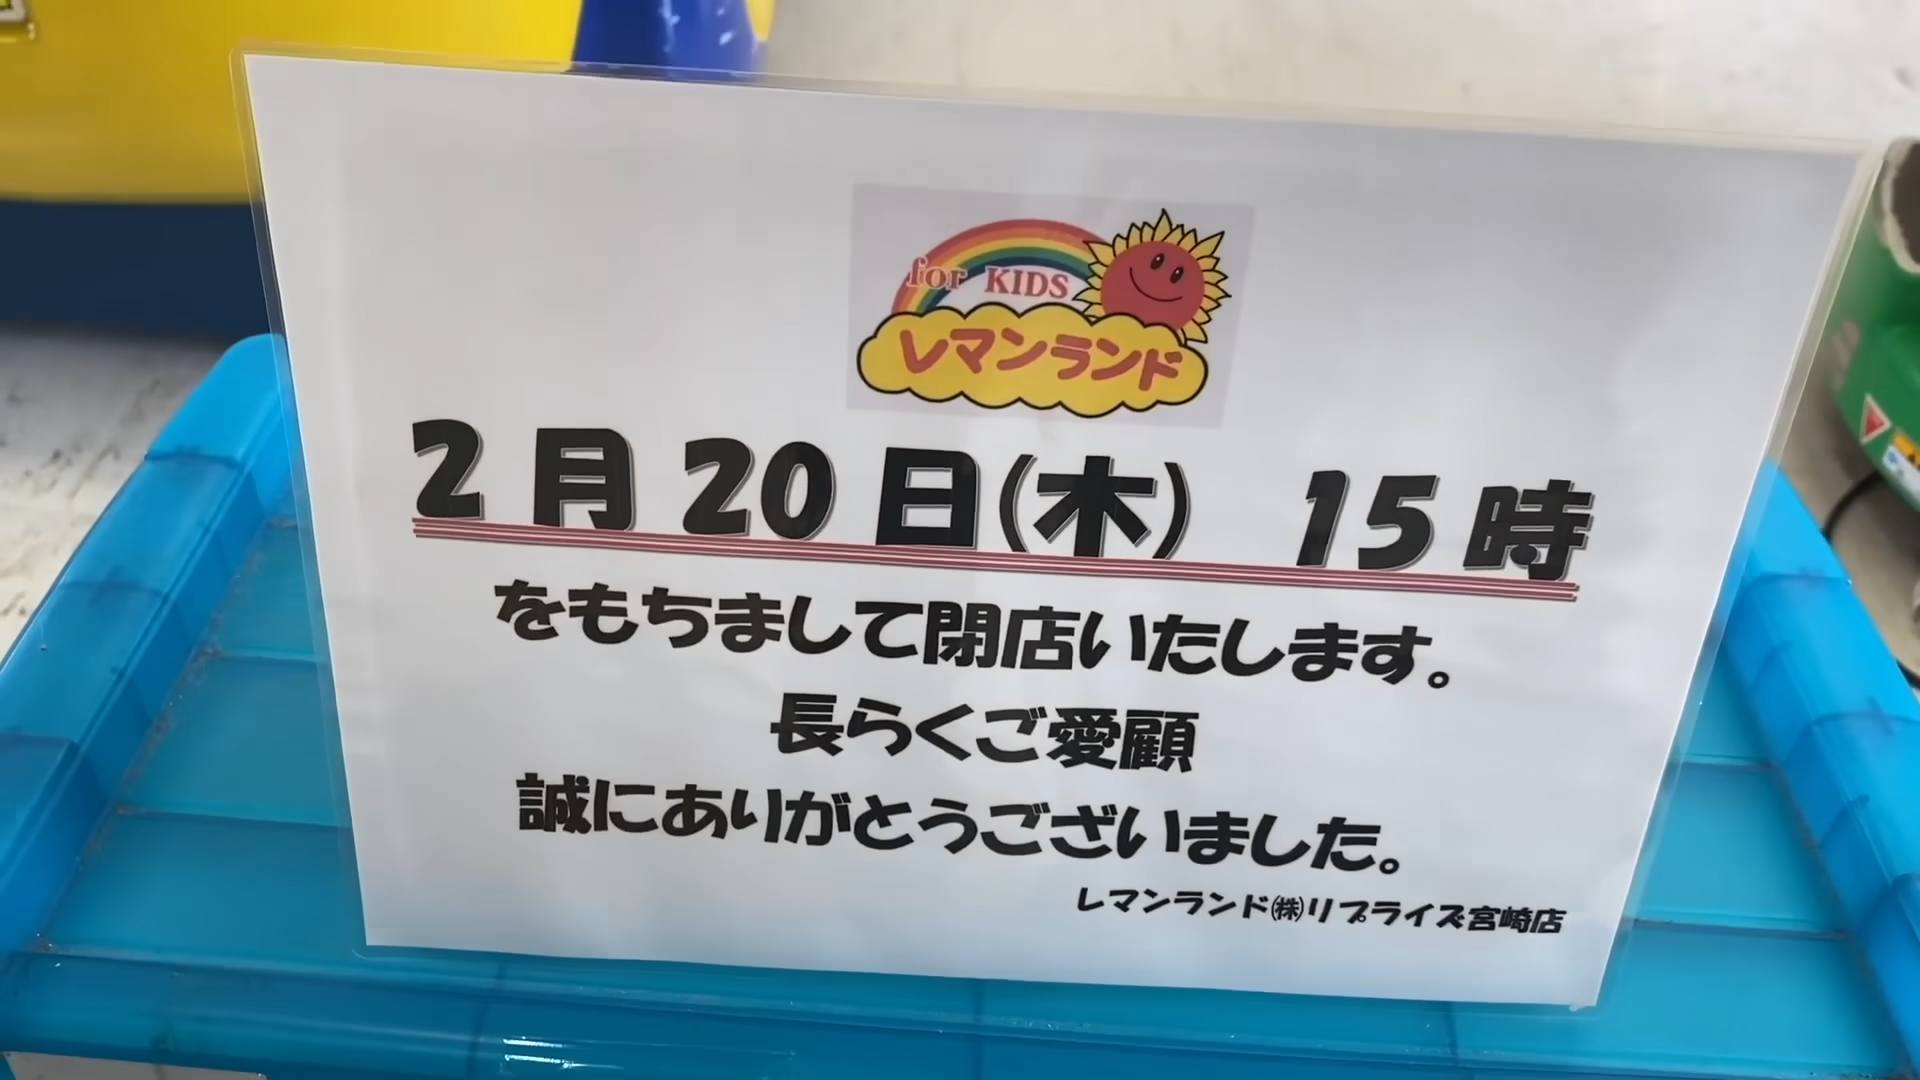 for KIDS
レマンランド
2月20日(木) 15時
をもちまして閉店いたします。
長らくご愛顧
誠にありがとうございました。
レマンランド㈱リプライズ宮崎店